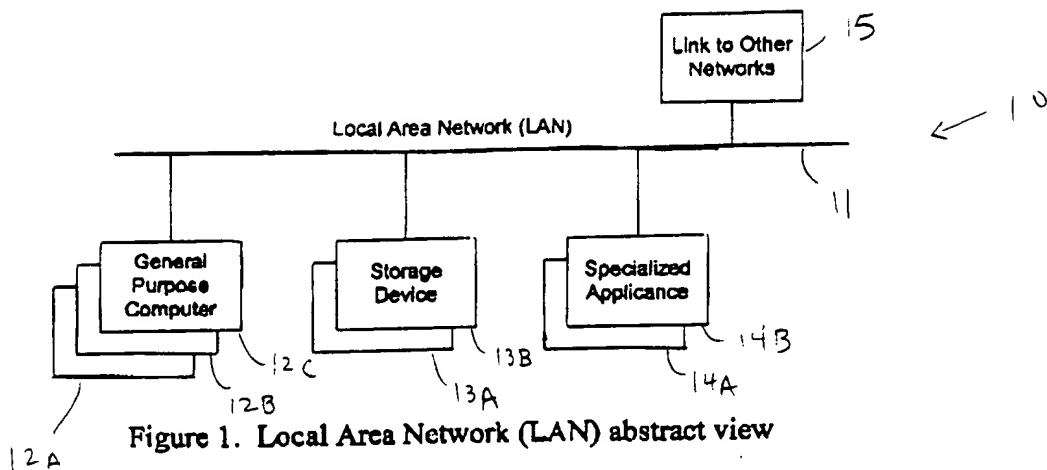 Link to Other
Networks
15
10
Local Area Network (LAN)
11
General
Purpose
Computer
Storage
Device
Specialized
Applicance
12C
13B
14B
12B
13A
14A
12A
Figure 1. Local Area Network (LAN) abstract view